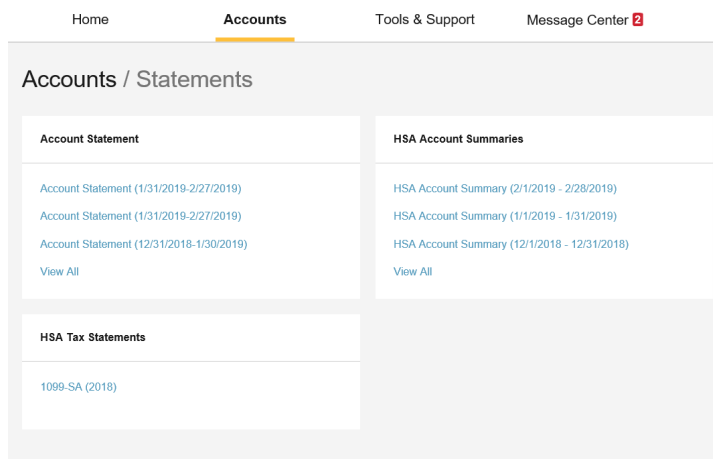 Home Accounts Tools & Support Message Center 2
Accounts / Statements
Account Statement
Account Statement (1/31/2019-2/27/2019)
Account Statement (1/31/2019-2/27/2019)
Account Statement (12/31/2018-1/30/2019)
View All
HSA Account Summaries
HSA Account Summary (2/1/2019 - 2/28/2019)
HSA Account Summary (1/1/2019 - 1/31/2019)
HSA Account Summary (12/1/2018 - 12/31/2018)
View All
HSA Tax Statements
1099-SA (2018)